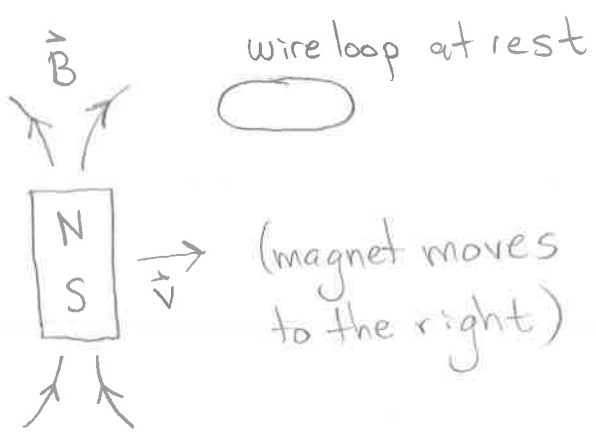 B
wire loop at rest
N
S
v
(magnet moves
to the right)